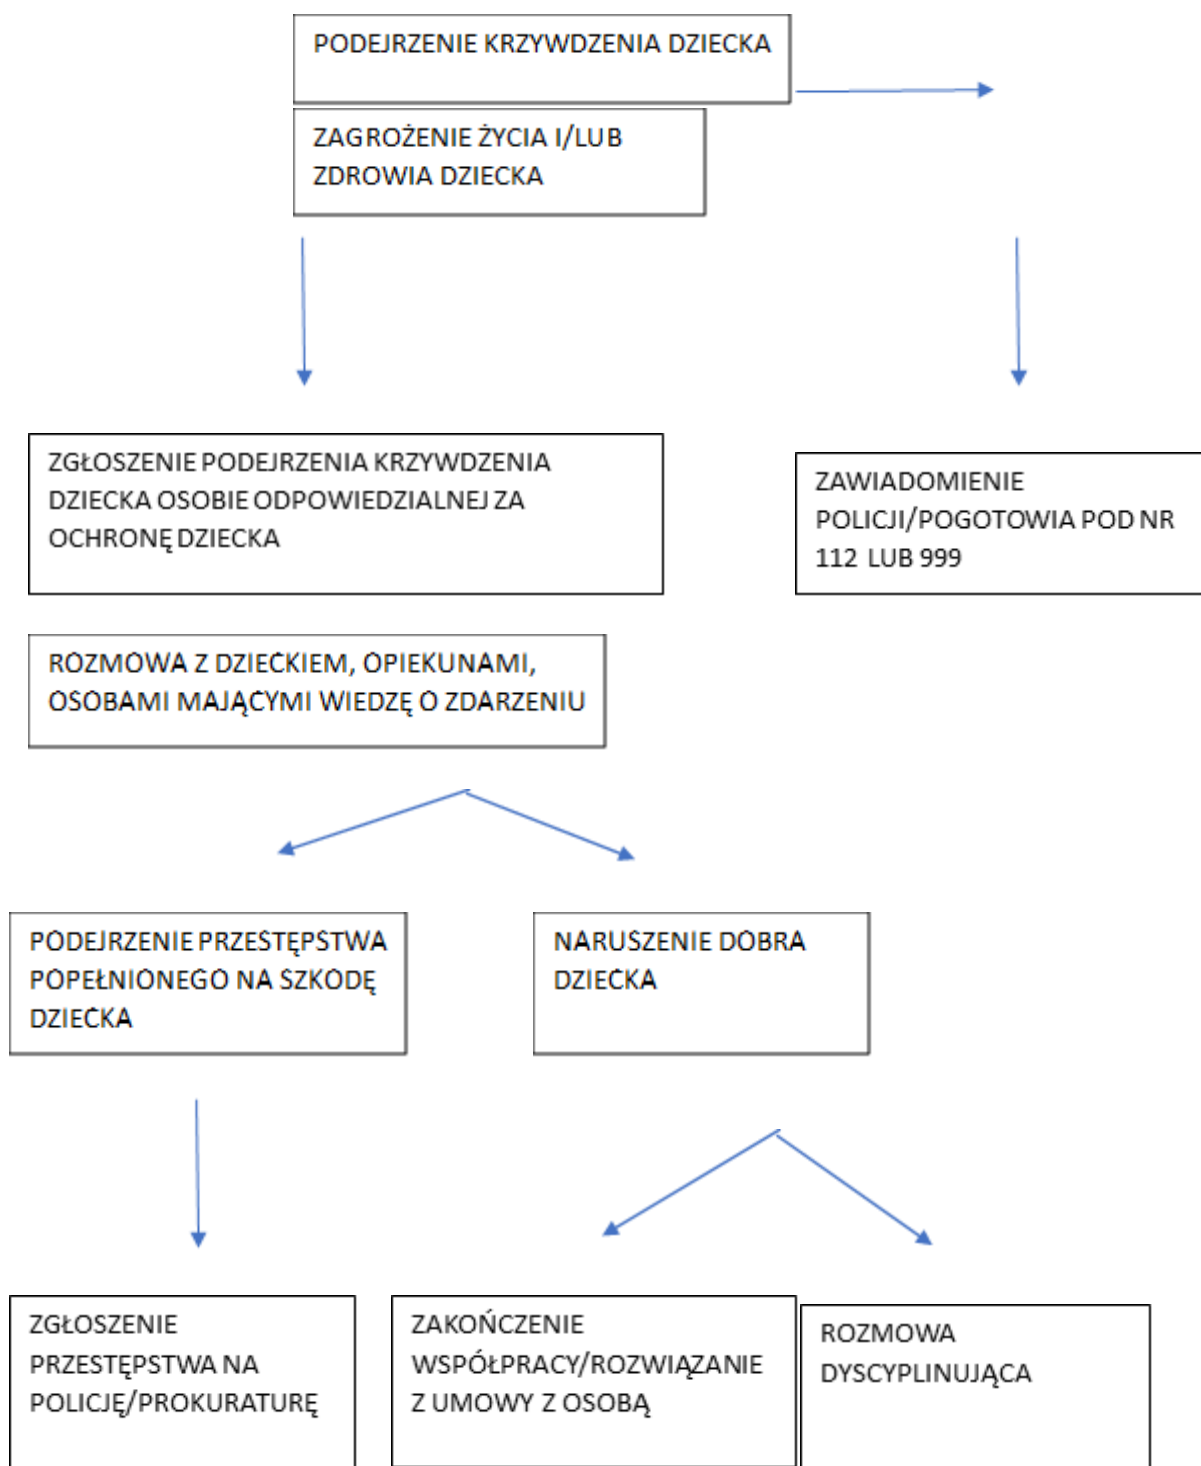 PODEJRZENIE KRZYWDZENIA DZIECKA
ZAGROŻENIE ŻYCIA I/LUB
ZDROWIA DZIECKA
ZGŁOSZENIE PODEJRZENIA KRZYWDZENIA
DZIECKA OSOBIE ODPOWIEDZIALNEJ ZA
OCHRONĘ DZIECKA
ZAWIADOMIENIE
POLICJI/POGOTOWIA POD NR
112 LUB 999
ROZMOWA Z DZIECKIEM, OPIEKUNAMI,
OSOBAMI MAJĄCYMI WIEDZĘ O ZDARZENIU
PODEJRZENIE PRZESTĘPSTWA
POPEŁNIONEGO NA SZKODĘ
DZIECKA
NARUSZENIE DOBRA
DZIECKA
ZGŁOSZENIE
PRZESTĘPSTWA NA
POLICJĘ/PROKURATURĘ
ZAKOŃCZENIE
WSPÓŁPRACY/ROZWIĄZANIE
Z UMOWY Z OSOBĄ
ROZMOWA
DYSCYPLINUJĄCA